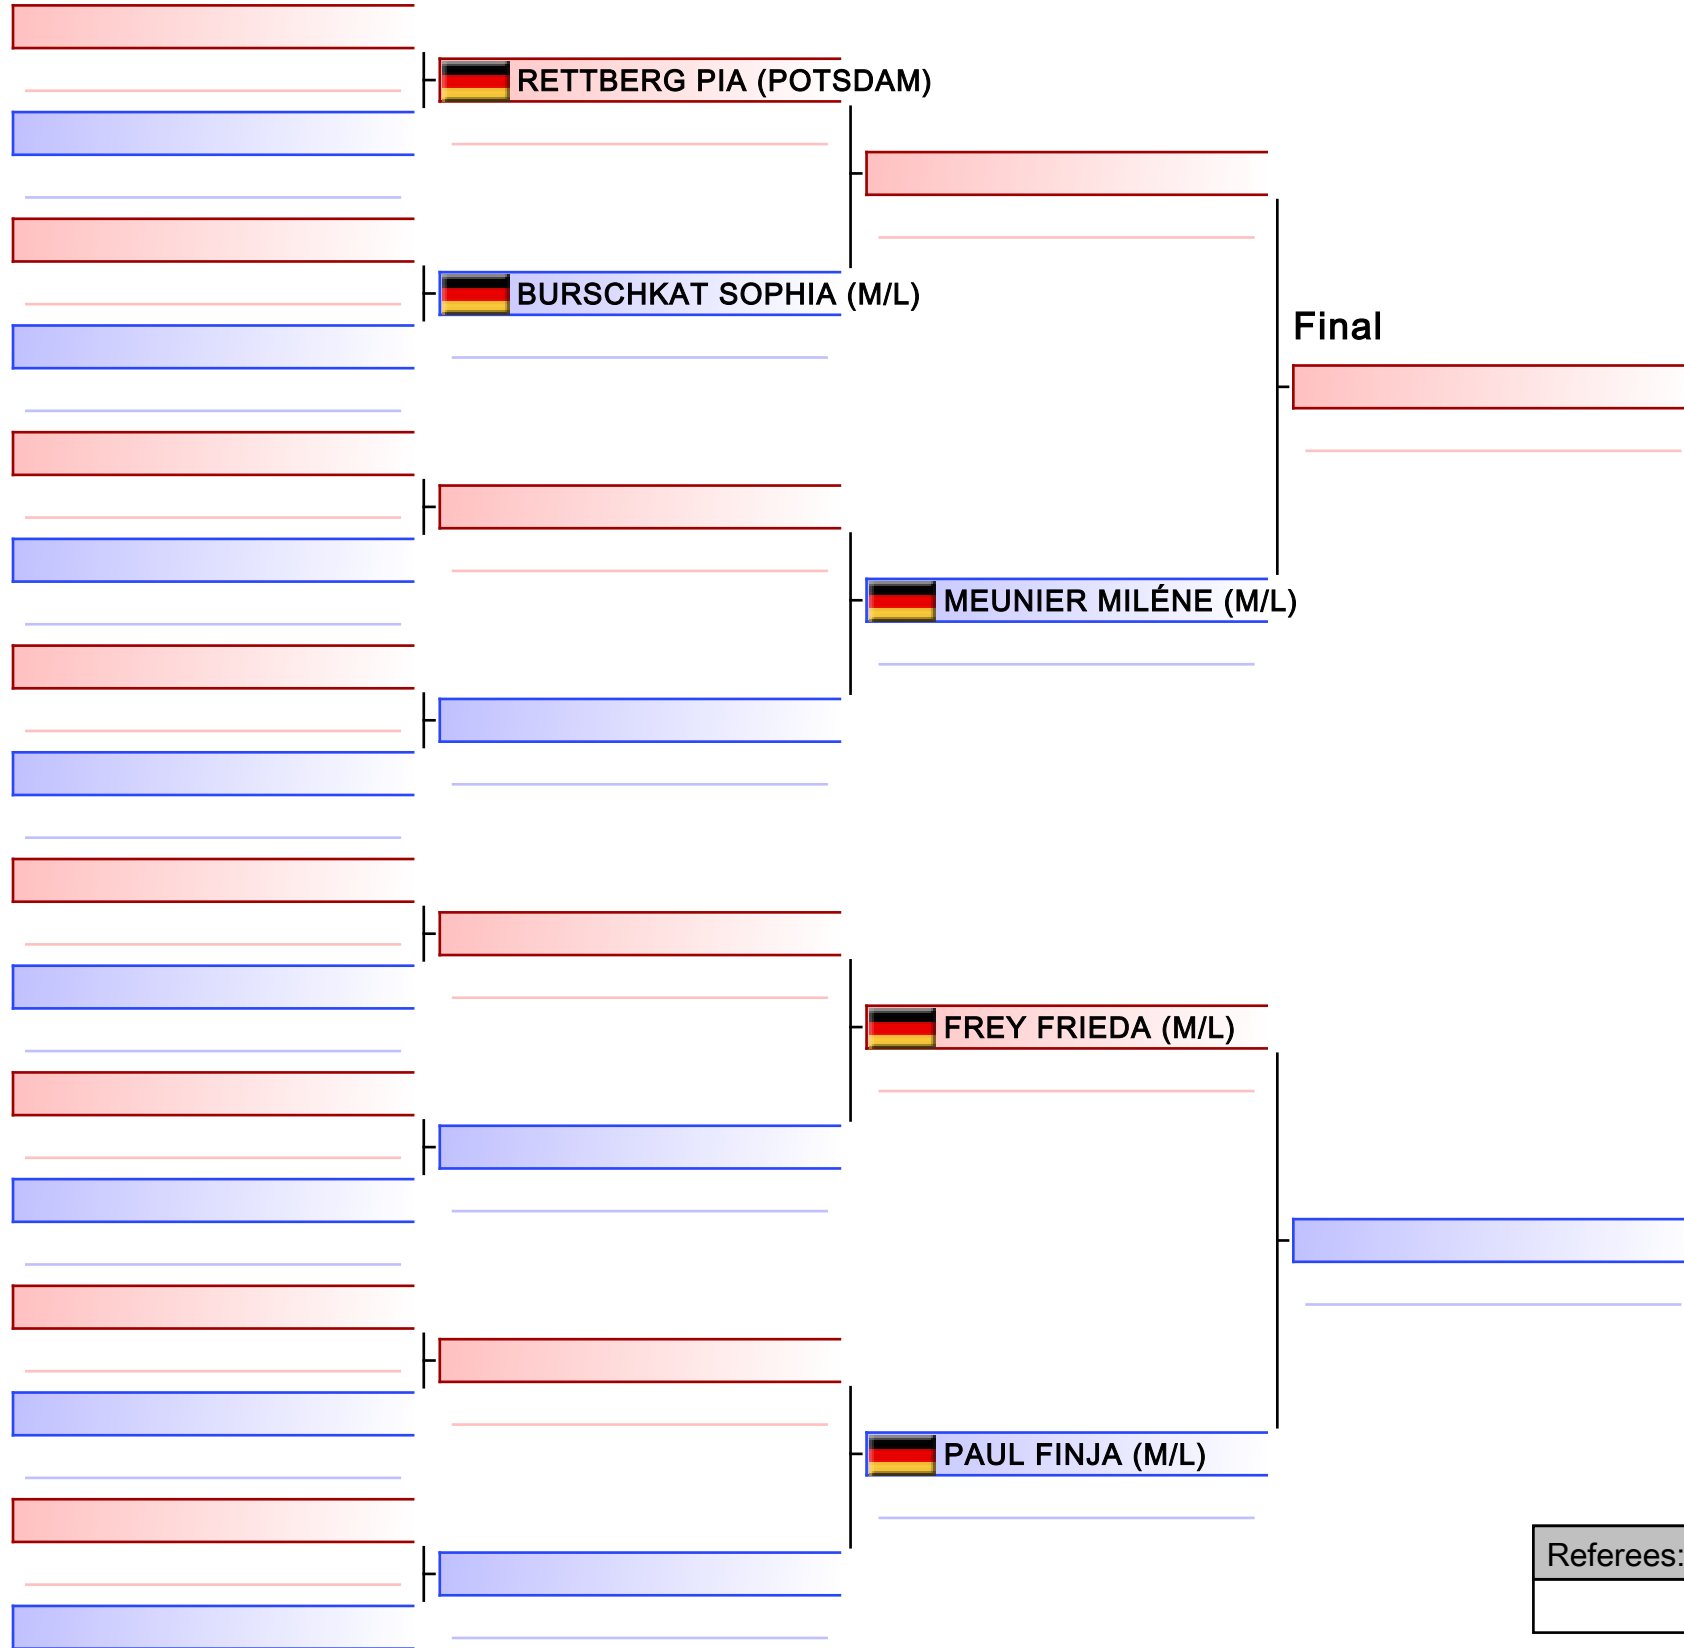 RETTBERG PIA (POTSDAM)
BURSCHKAT SOPHIA (M/L)
Final
MEUNIER MILÉNE (M/L)
FREY FRIEDA (M/L)
PAUL FINJA (M/L)
Referees: